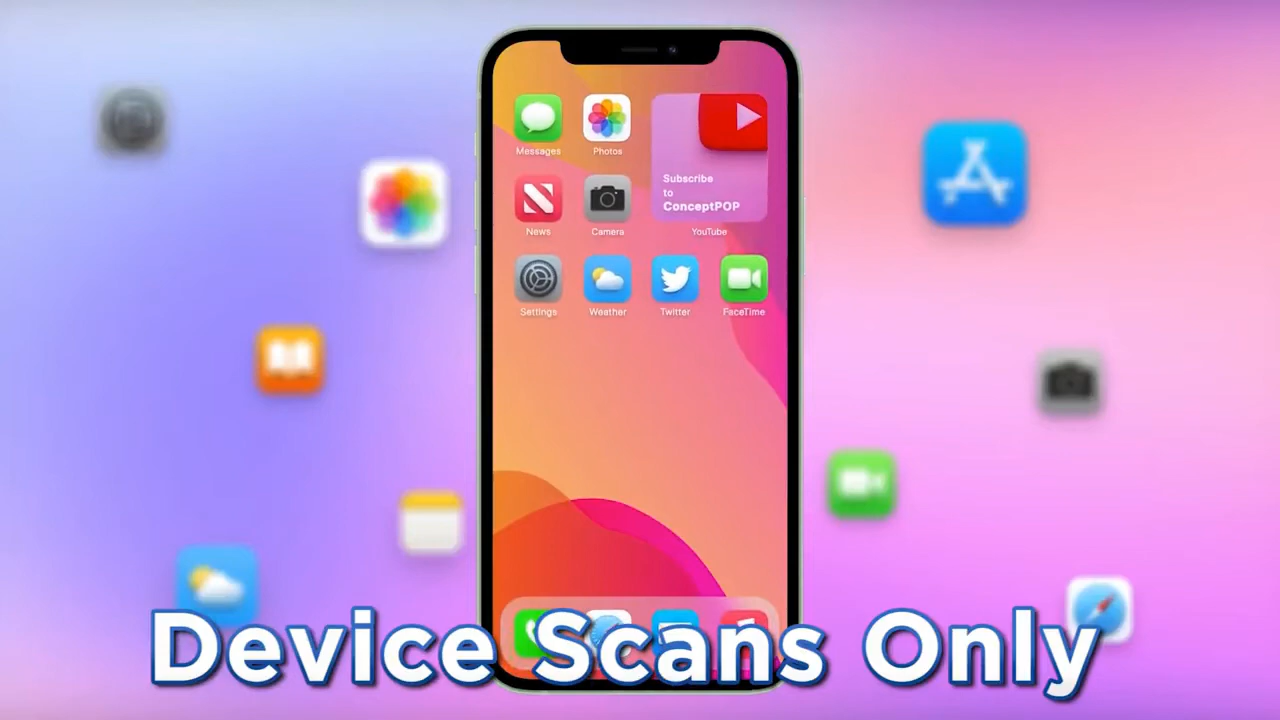 Messages
Photos
Subscribe
to
ConceptPOP
News
Camera
YouTube
Settings
Weather
Twitter
FaceTime
Device Scans Only